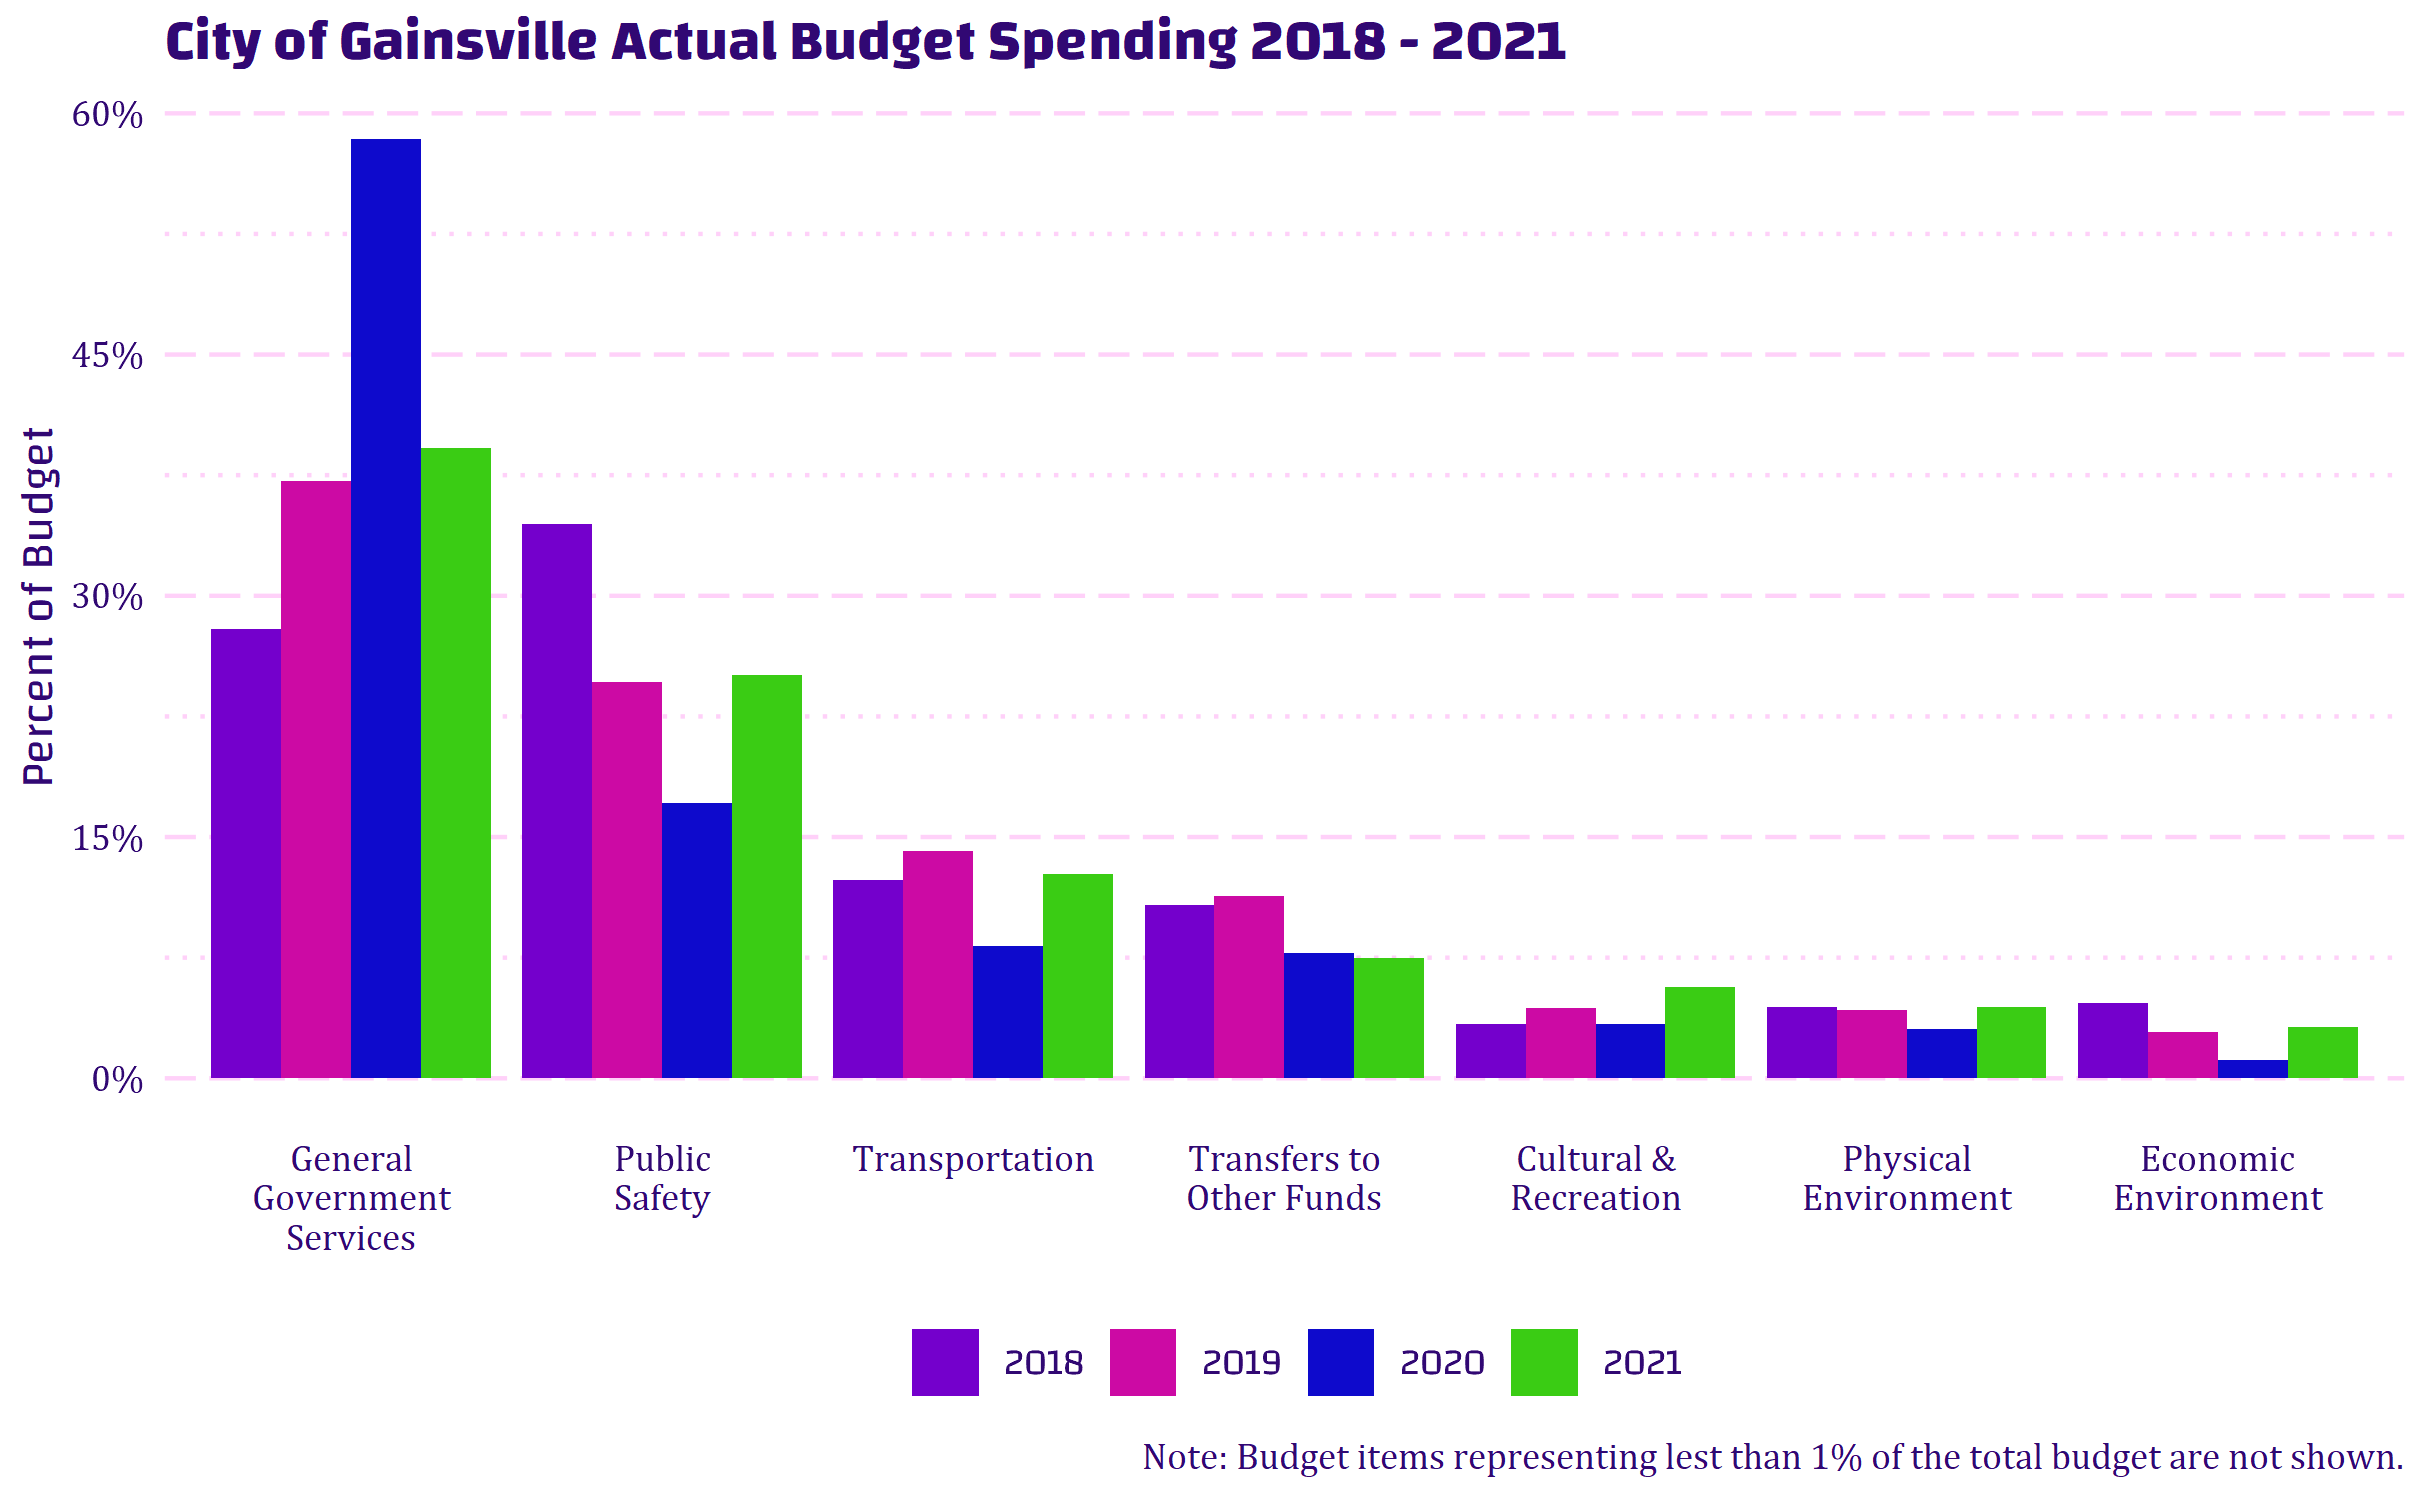 City of Gainsville Actual Budget Spending 2018 - 2021
Percent of Budget
60%
45%
30%
15%
0%
General
Government
Services
Public
Safety
Transportation
Transfers to
Other Funds
Cultural &
Recreation
Physical
Environment
Economic
Environment
2018 2019 2020 2021
Note: Budget items representing lest than 1% of the total budget are not shown.